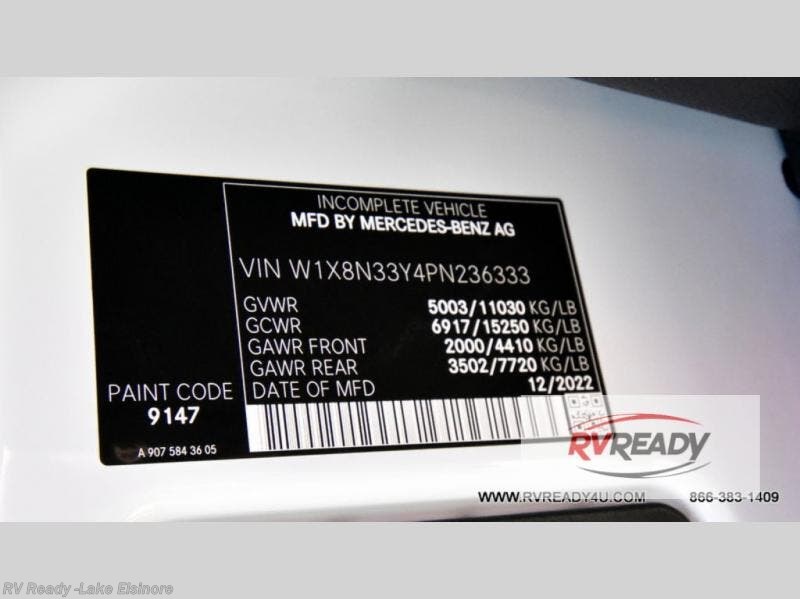 INCOMPLETE VEHICLE
MFD BY MERCEDES-BENZ AG
VIN W1X8N33Y4PN236333
GVWR 5003/11030 KG/LB
GCWR 6917/15250 KG/LB
GAWR FRONT 2000/4410 KG/LB
GAWR REAR 3502/7720 KG/LB
DATE OF MFD 12/2022
PAINT CODE
9147
A 907 584 36 05
RVREADY
WWW.RVREADY4U.COM 866-383-1409
RV Ready -Lake Elsinore